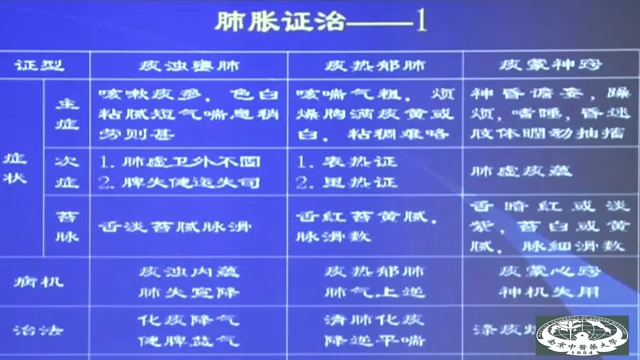 肺胀证治——1
证型 痰浊壅肺 痰热郁肺 痰蒙神窍
症状
主症
咳嗽痰多，色白
粘腻短气喘息稍
劳则甚
咳喘气粗，烦
燥胸满痰黄或
白，粘稠难咯
神昏谵妄，躁
烦，嗜睡，昏迷
肢体瞤动抽搐
次症
1. 肺虚卫外不固
2. 脾失健运失司
1. 表热证
2. 里热证
肺虚痰蕴
苔脉
舌淡苔腻脉滑
舌红苔黄腻，
脉滑数
舌暗红或淡
紫，苔白或黄
腻，脉细滑数
病机
痰浊内蕴
肺失宣降
痰热郁肺
肺气上逆
痰蒙心窍
神机失用
治法
化痰降气
健脾益气
清肺化痰
降逆平喘
涤痰
南京中医药大学
1954